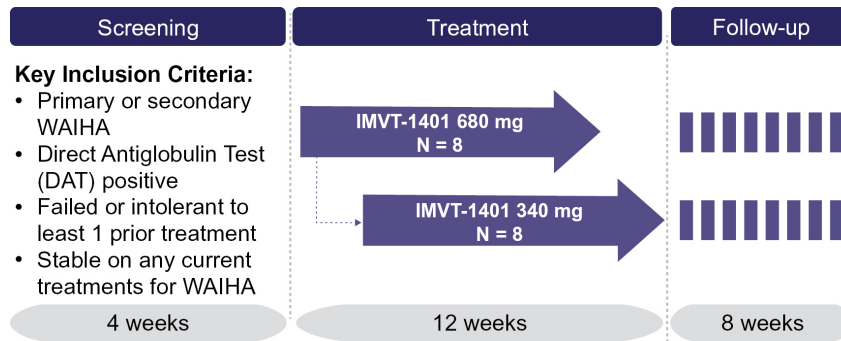 Screening
Treatment
Follow-up
Key Inclusion Criteria:
• Primary or secondary
WAIHA
• Direct Antiglobulin Test
(DAT) positive
• Failed or intolerant to
least 1 prior treatment
• Stable on any current
treatments for WAIHA
IMVT-1401 680 mg
N = 8
IMVT-1401 340 mg
N = 8
4 weeks
12 weeks
8 weeks